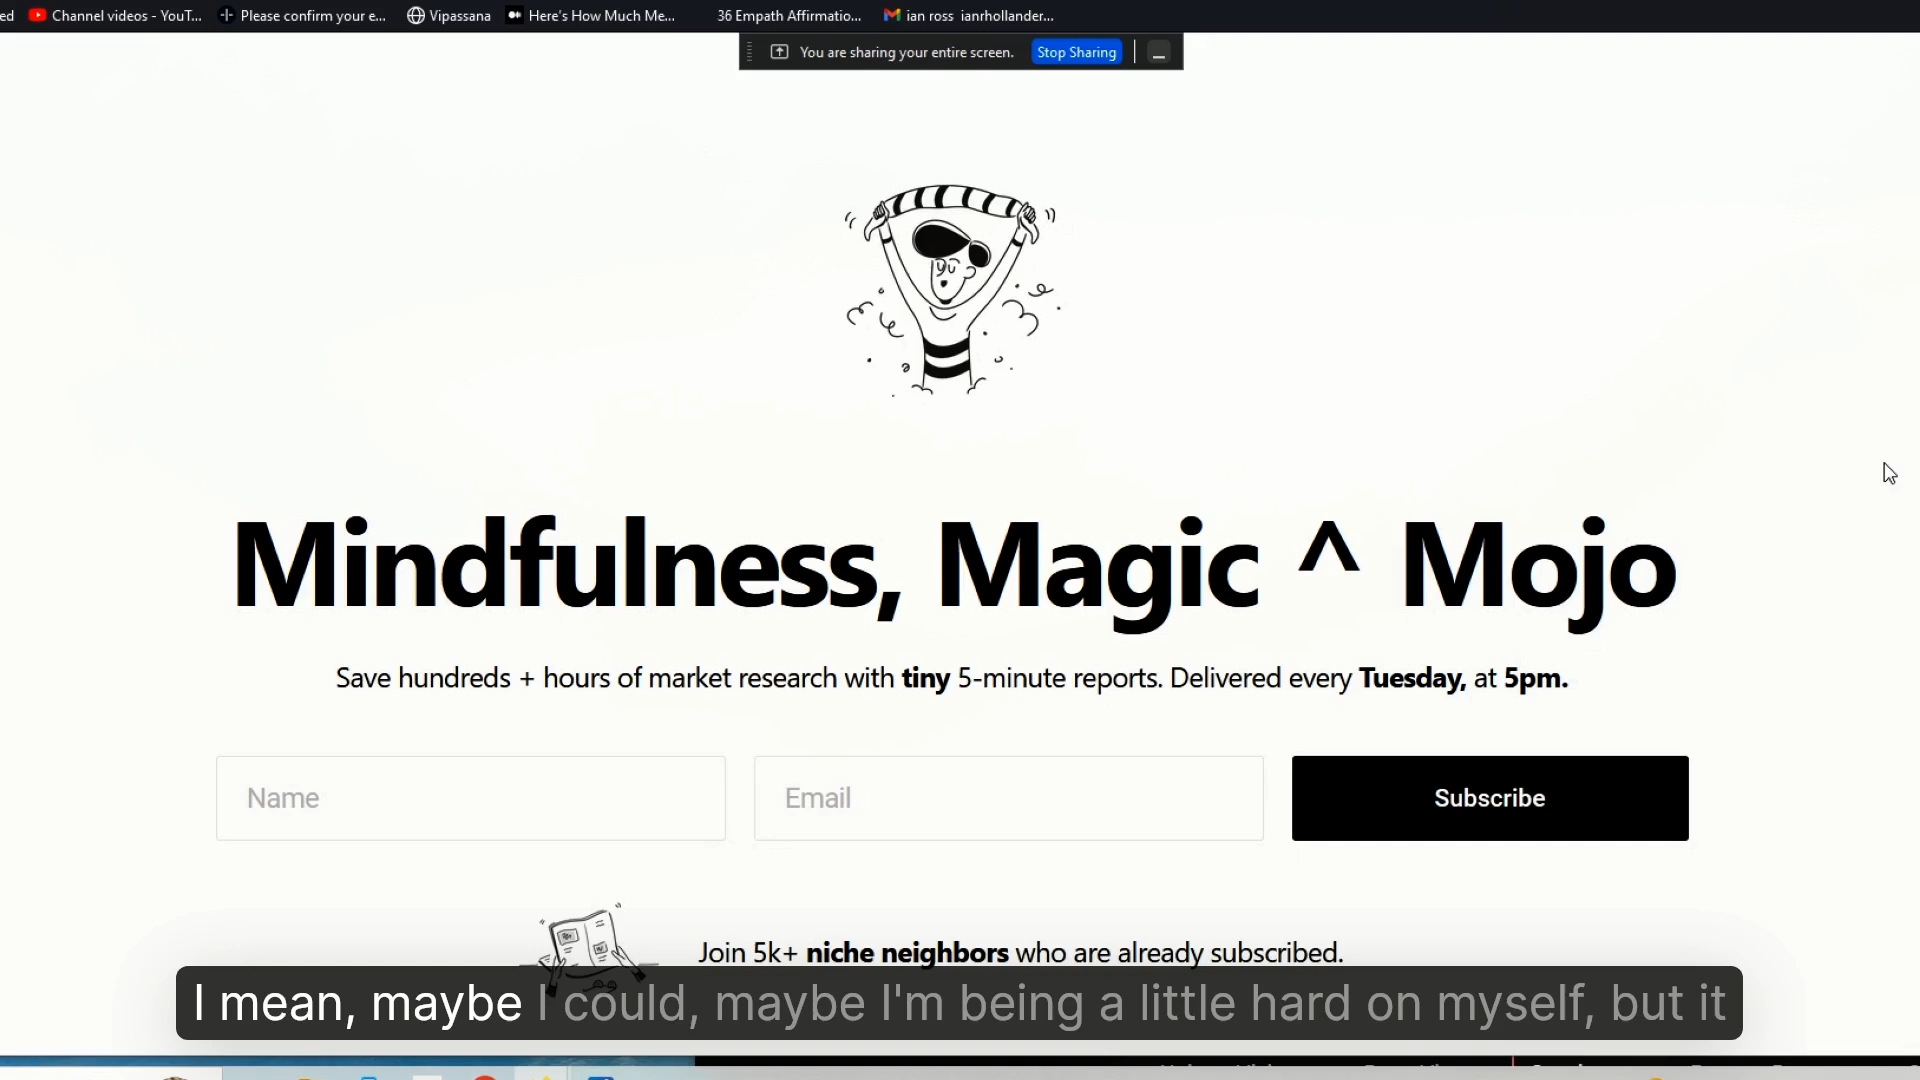 ed Channel videos - YouT... Please confirm your e... Vipassana Here's How Much Me... 36 Empath Affirmatio... ian ross ianrhollander...
You are sharing your entire screen. Stop Sharing
Mindfulness, Magic ^ Mojo
Save hundreds + hours of market research with tiny 5-minute reports. Delivered every Tuesday, at 5pm.
Name Email Subscribe
Join 5k+ niche neighbors who are already subscribed.
I mean, maybe I could, maybe I'm being a little hard on myself, but it